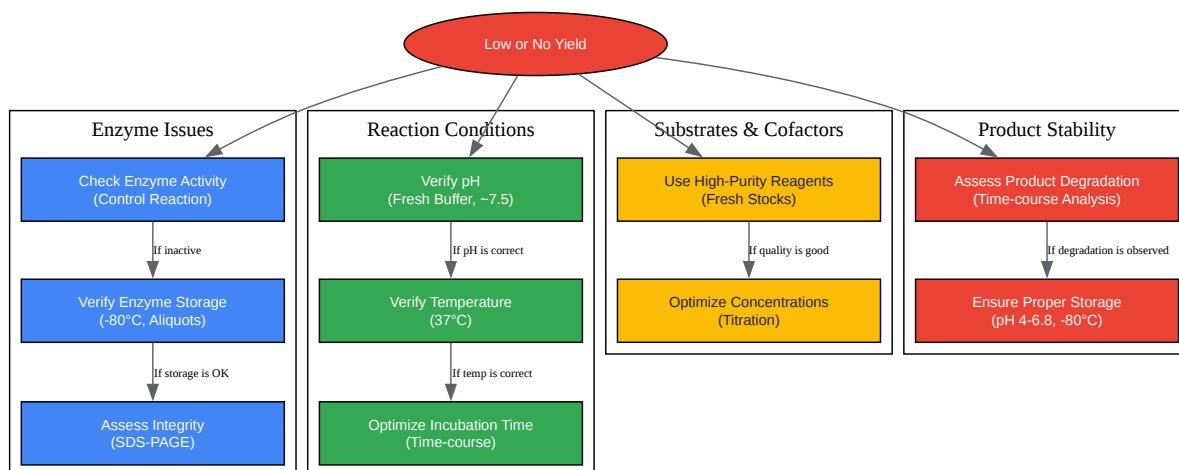 Low or No Yield
Enzyme Issues
Check Enzyme Activity
(Control Reaction)
If inactive
Verify Enzyme Storage
(-80°C, Aliquots)
If storage is OK
Assess Integrity
(SDS-PAGE)
Reaction Conditions
Verify pH
(Fresh Buffer, ~7.5)
If pH is correct
Verify Temperature
(37°C)
If temp is correct
Optimize Incubation Time
(Time-course)
Substrates & Cofactors
Use High-Purity Reagents
(Fresh Stocks)
If quality is good
Optimize Concentrations
(Titration)
Product Stability
Assess Product Degradation
(Time-course Analysis)
If degradation is observed
Ensure Proper Storage
(pH 4-6.8, -80°C)